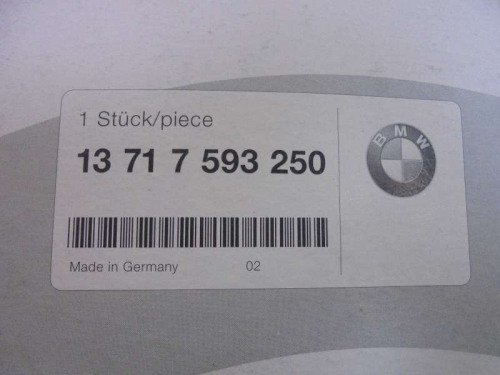 1 Stück/piece
13 71 7 593 250
Made in Germany 02
BMW